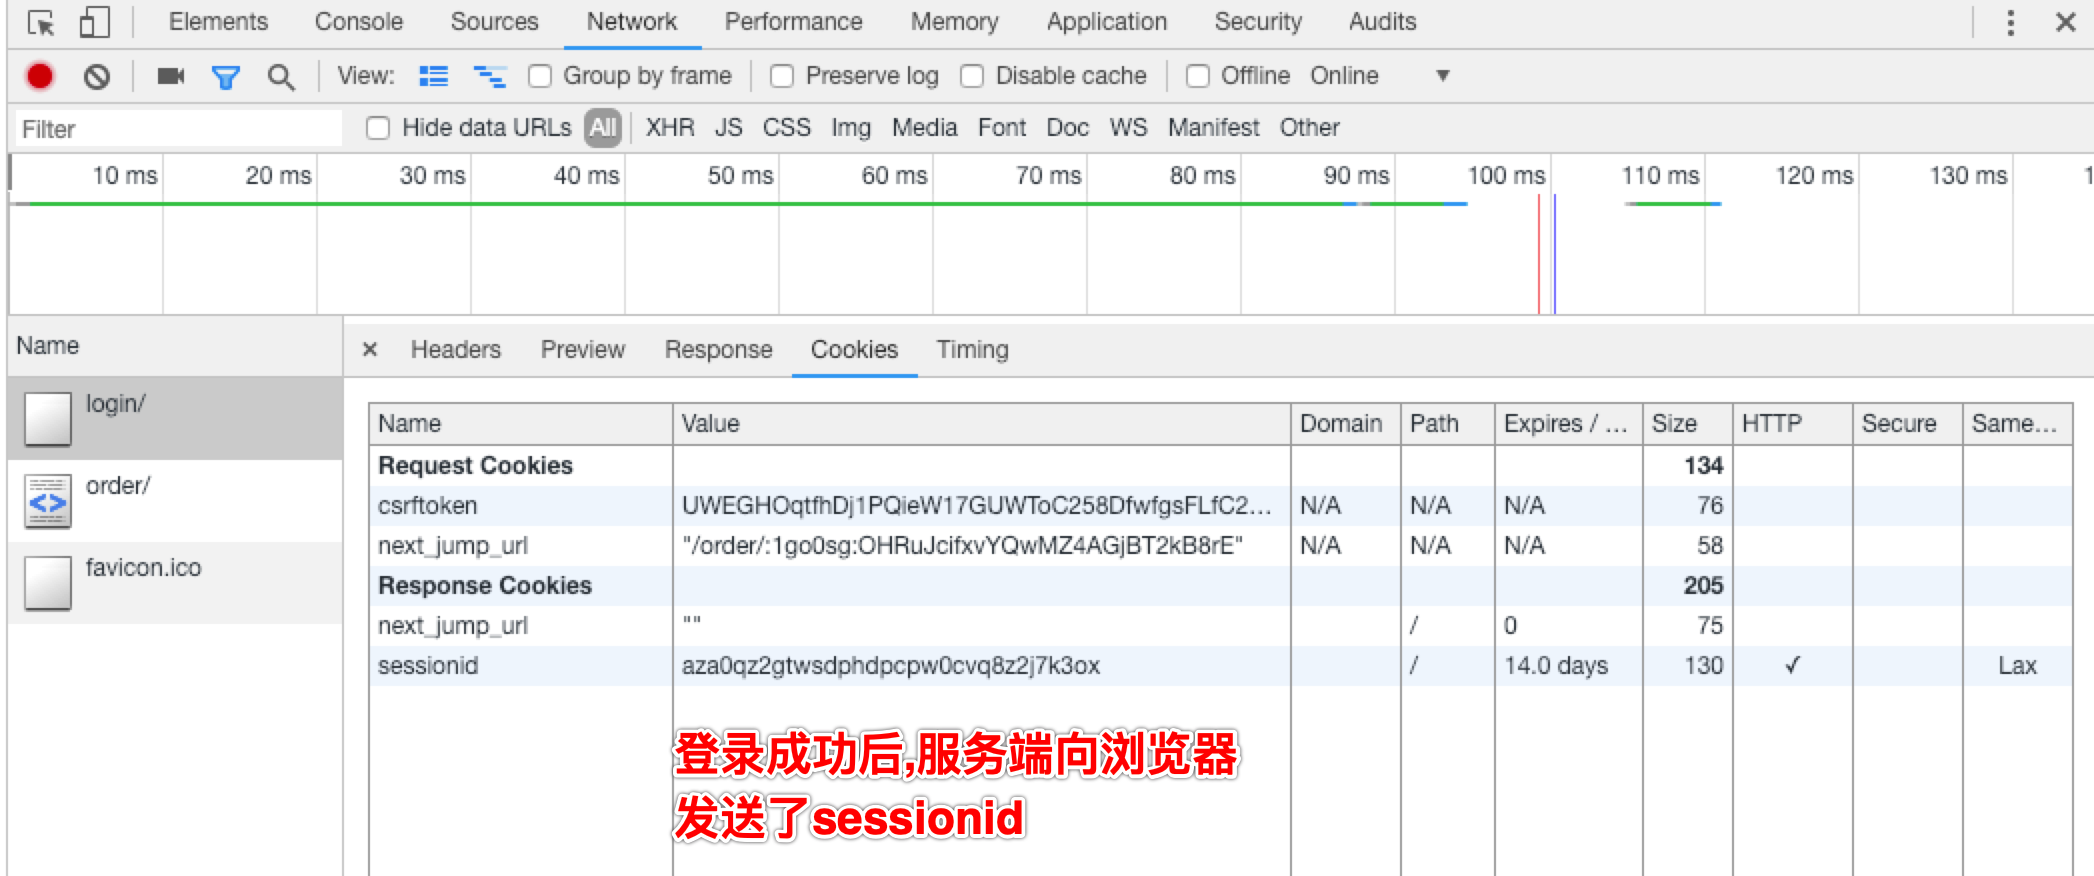 Elements Console Sources Network Performance Memory Application Security Audits
View: Group by frame Preserve log Disable cache Offline Online
Filter Hide data URLs All XHR JS CSS Img Media Font Doc WS Manifest Other
10 ms 20 ms 30 ms 40 ms 50 ms 60 ms 70 ms 80 ms 90 ms 100 ms 110 ms 120 ms 130 ms 1
Name
login/
order/
favicon.ico
× Headers Preview Response Cookies Timing
Name Value Domain Path Expires / ... Size HTTP Secure Same...
Request Cookies 134
csrftoken UWEGHOqtfhDj1PQieW17GUWToC258DfwfgsFLfC2... N/A N/A N/A 76
next_jump_url "/order/:1go0sg:OHRuJcifxvYQwMZ4AGjBT2kB8rE" N/A N/A N/A 58
Response Cookies 205
next_jump_url "" / 0 75
sessionid aza0qz2gtwsdphdpcpw0cvq8z2j7k3ox / 14.0 days 130 ✓ Lax
登录成功后,服务端向浏览器
发送了sessionid